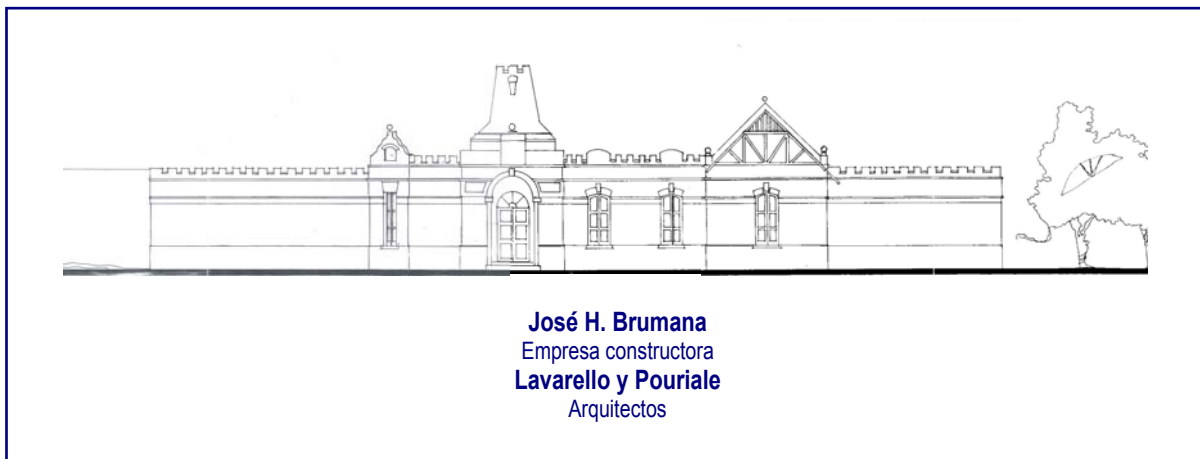 José H. Brumana
Empresa constructora
Lavarello y Pouriale
Arquitectos